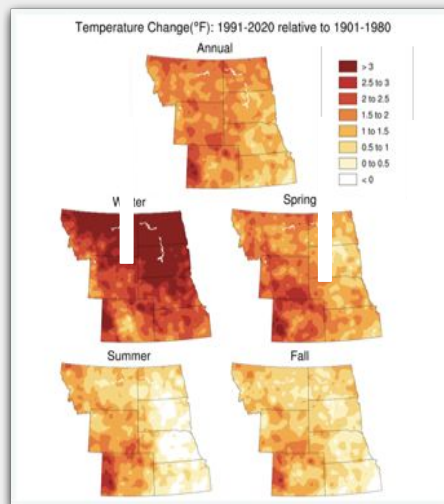 Temperature Change(ºF): 1991-2020 relative to 1901-1980
Annual
> 3
2.5 to 3
2 to 2.5
1.5 to 2
1 to 1.5
0.5 to 1
0 to 0.5
< 0
Spring
Summer
Fall